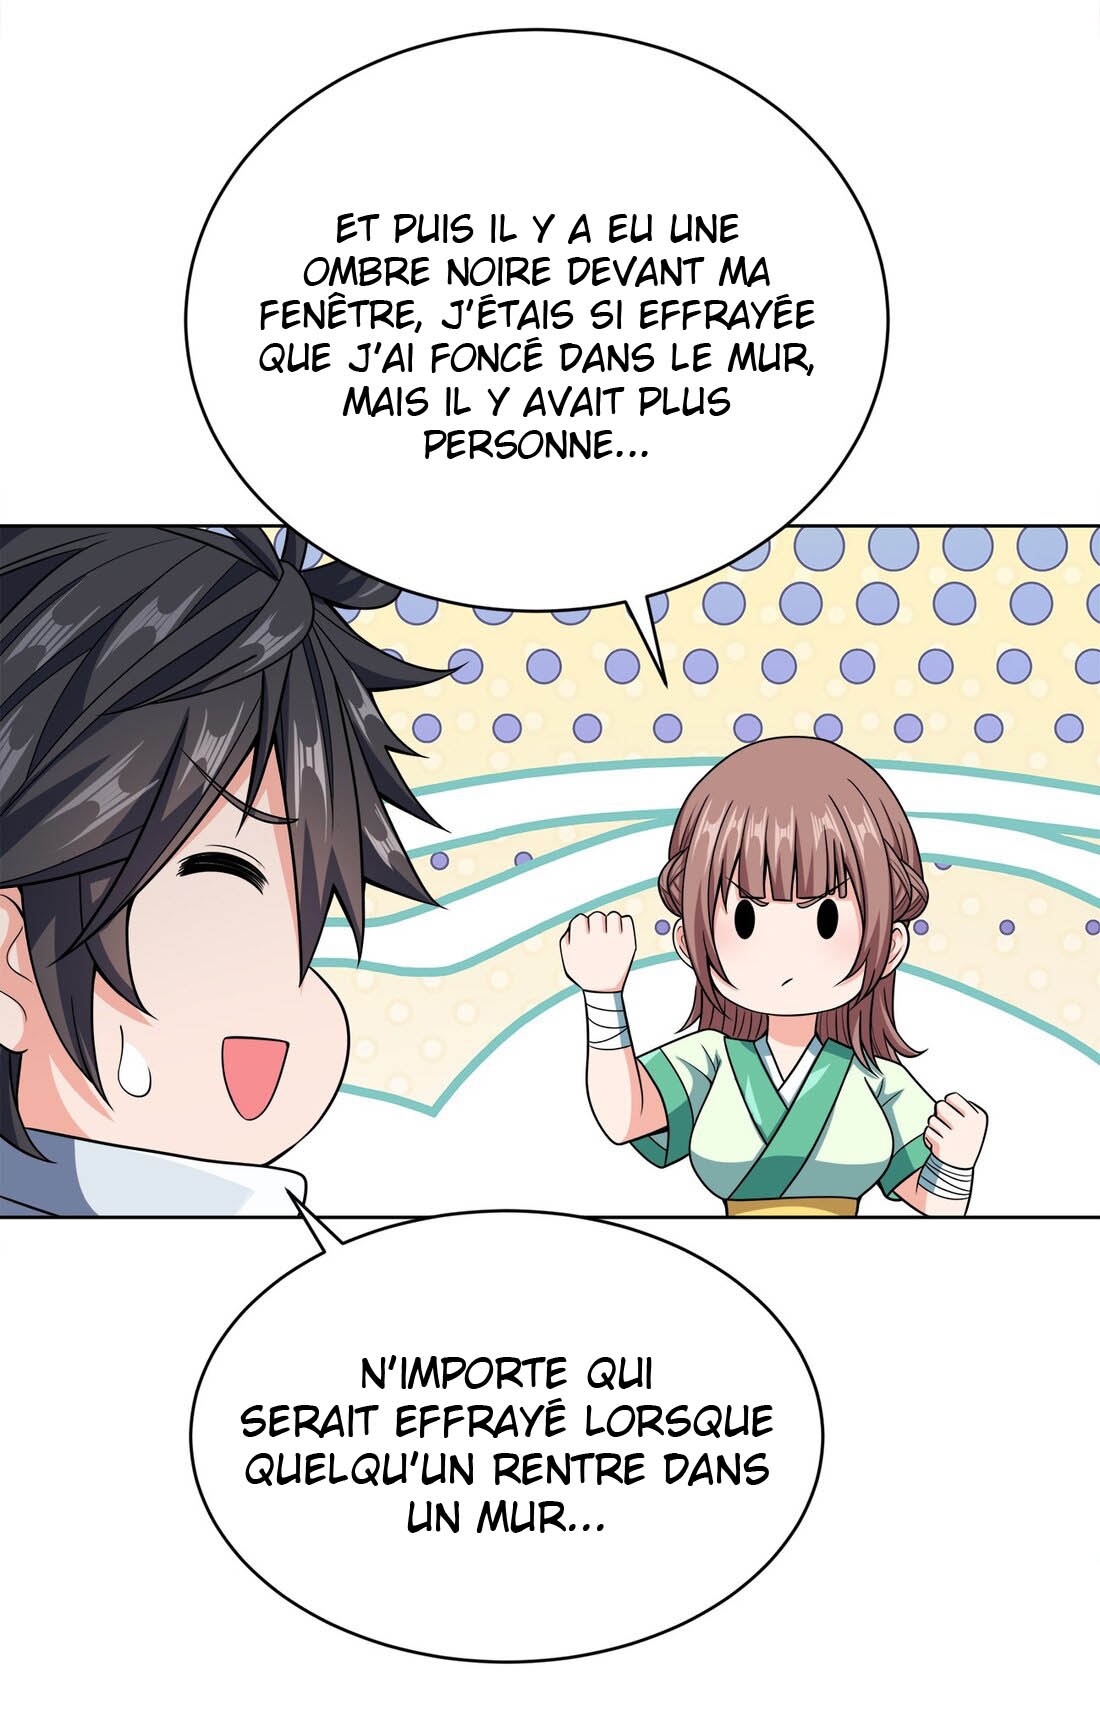 ET PUIS IL Y A EU UNE
OMBRE NOIRE DEVANT MA
FENÊTRE, J'ÉTAIS SI EFFRAYÉE
QUE J'AI FONCÉ DANS LE MUR,
MAIS IL Y AVAIT PLUS
PERSONNE...
N'IMPORTE QUI
SERAIT EFFRAYÉ LORSQUE
QUELQU'UN RENTRE DANS
UN MUR...